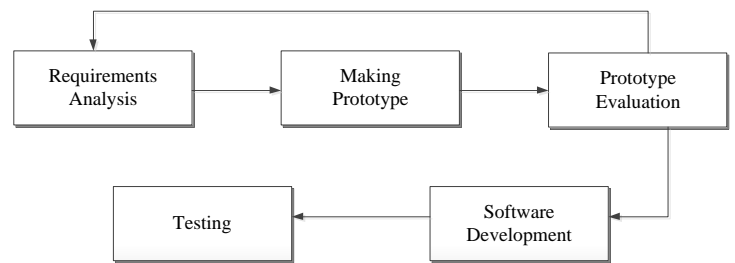 Requirements
Analysis
Making
Prototype
Prototype
Evaluation
Testing
Software
Development